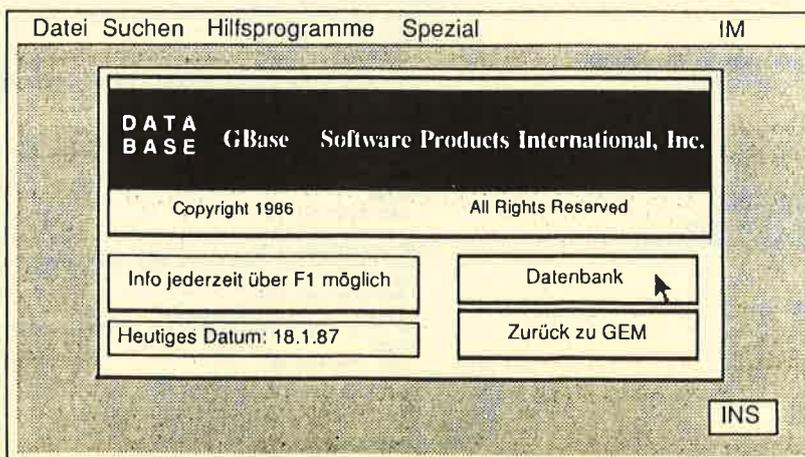 Datei Suchen Hilfsprogramme Spezial IM
DATA
BASE GBase Software Products International, Inc.
Copyright 1986 All Rights Reserved
Info jederzeit über F1 möglich Datenbank
Heutiges Datum: 18.1.87 Zurück zu GEM
INS